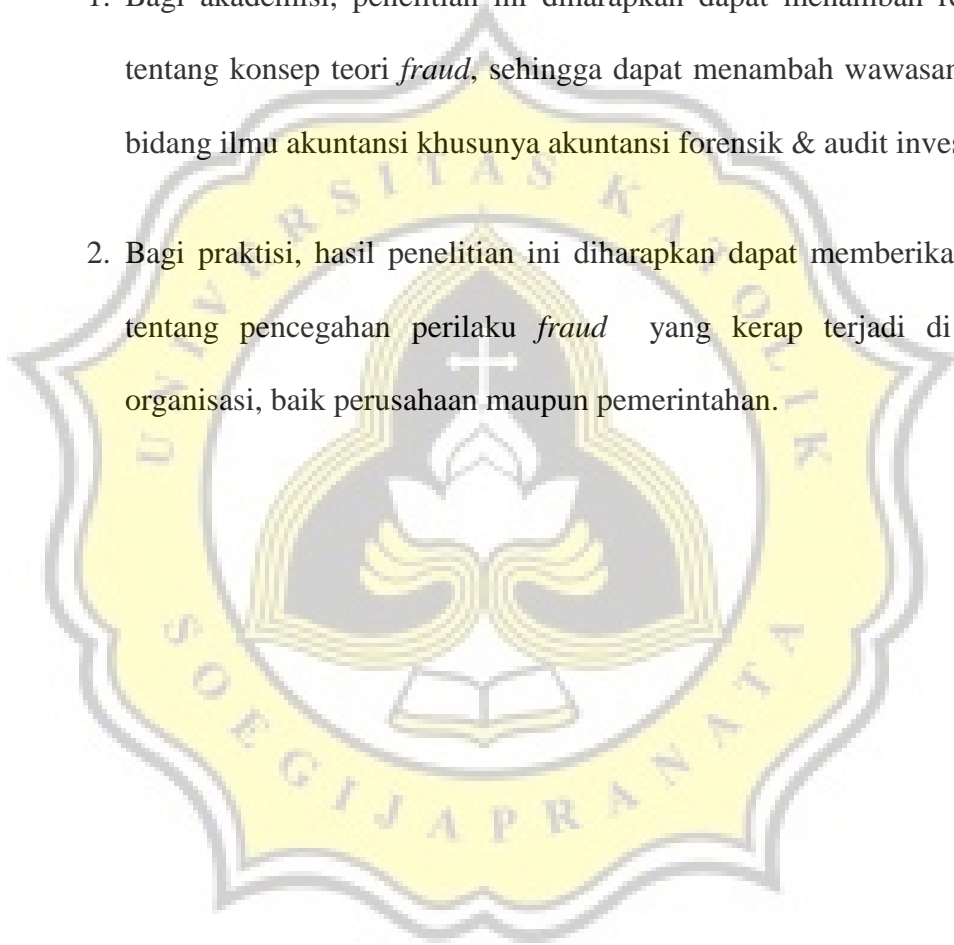 1. Bagi akademisi, penelitian ini diharapkan dapat menambah
tentang konsep teori fraud, sehingga dapat menambah wawasan
bidang ilmu akuntansi khusunya akuntansi forensik & audit
2. Bagi praktisi, hasil penelitian ini diharapkan dapat
tentang pencegahan perilaku fraud yang kerap terjadi di
organisasi, baik perusahaan maupun pemerintahan.
UNIVERSITAS KATOLIK
SOEGIJAPRANATA